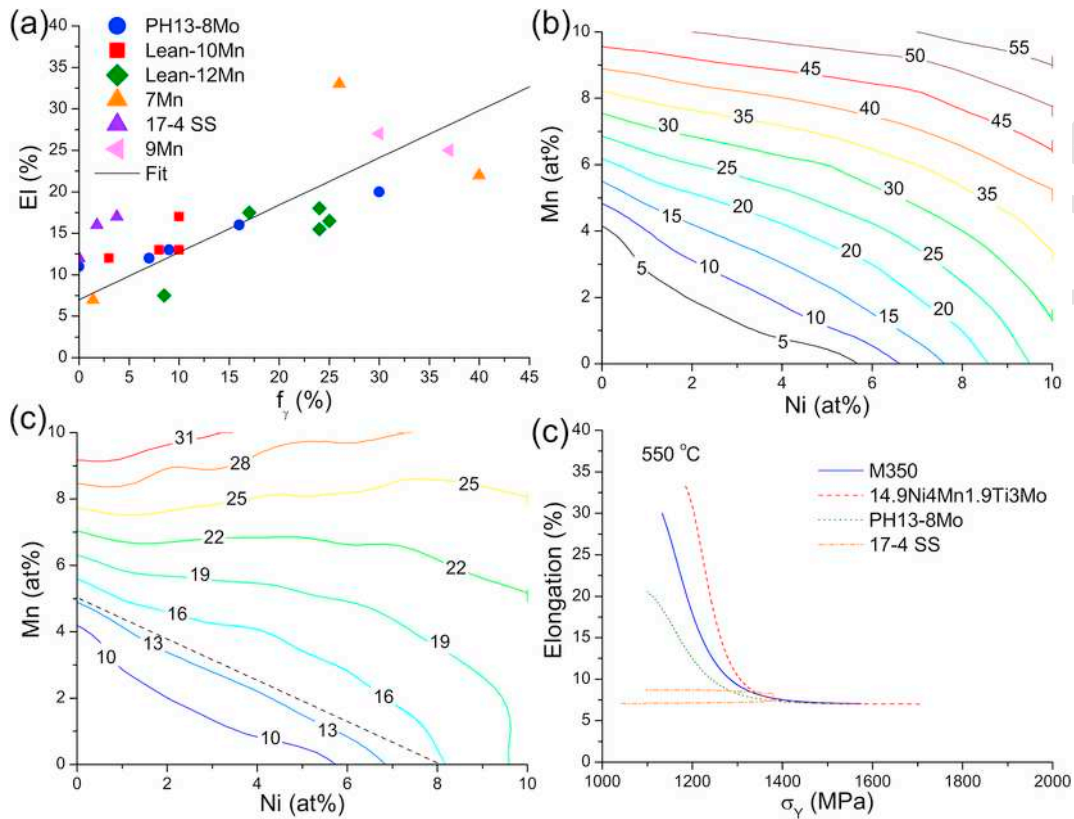 (a)
40
35
30
25
20
15
10
5
0
El (%)
PH13-8Mo
Lean-10Mn
Lean-12Mn
7Mn
17-4 SS
9Mn
Fit
0 5 10 15 20 25 30 35 40 45
fγ (%)
(b)
10
8
6
4
2
0
Mn (at%)
50 55
45
40 45
35
30 35
25 30
20 25
15 20
10 15
5 5
0 2 4 6 8 10
Ni (at%)
(c)
10
8
6
4
2
0
Mn (at%)
31
28
25 25
22 22
19 19
16 16
13 13
10 10
0 2 4 6 8 10
Ni (at%)
(c)
40
35
30
25
20
15
10
5
0
Elongation (%)
550 °C
M350
14.9Ni4Mn1.9Ti3Mo
PH13-8Mo
17-4 SS
1000 1200 1400 1600 1800 2000
σY (MPa)